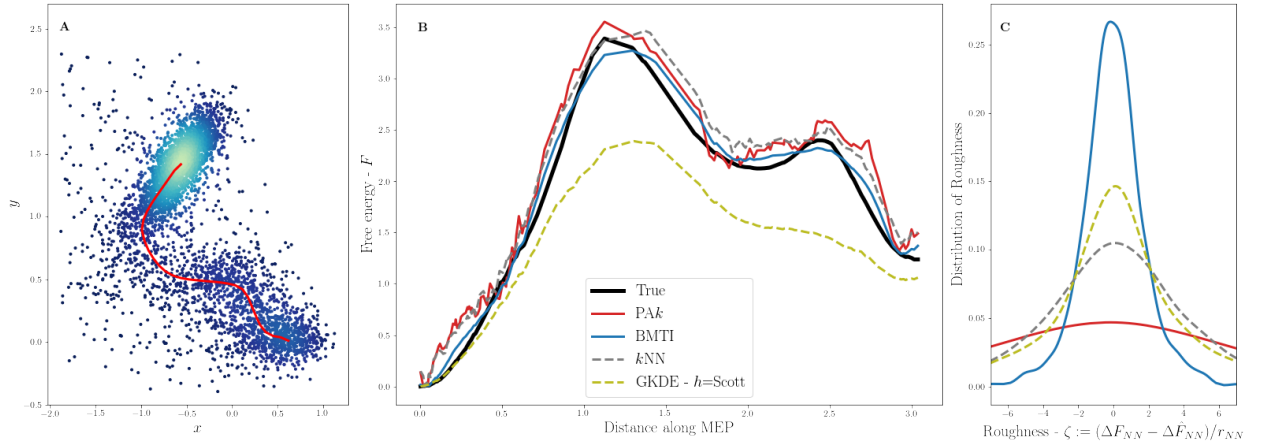 A
2.5
2.0
1.5
1.0
0.5
0.0
−0.5
y
−2.0 −1.5 −1.0 −0.5 0.0 0.5 1.0
x
B
3.5
3.0
2.5
2.0
1.5
1.0
0.5
0.0
Free energy - F
True
PAk
BMTI
kNN
GKDE - h=Scott
0.0 0.5 1.0 1.5 2.0 2.5 3.0
Distance along MEP
C
0.25
0.20
0.15
0.10
0.05
0.00
Distribution of Roughness
−6 −4 −2 0 2 4 6
Roughness - ζ := (ΔF_NN − ΔF̂_NN)/r_NN